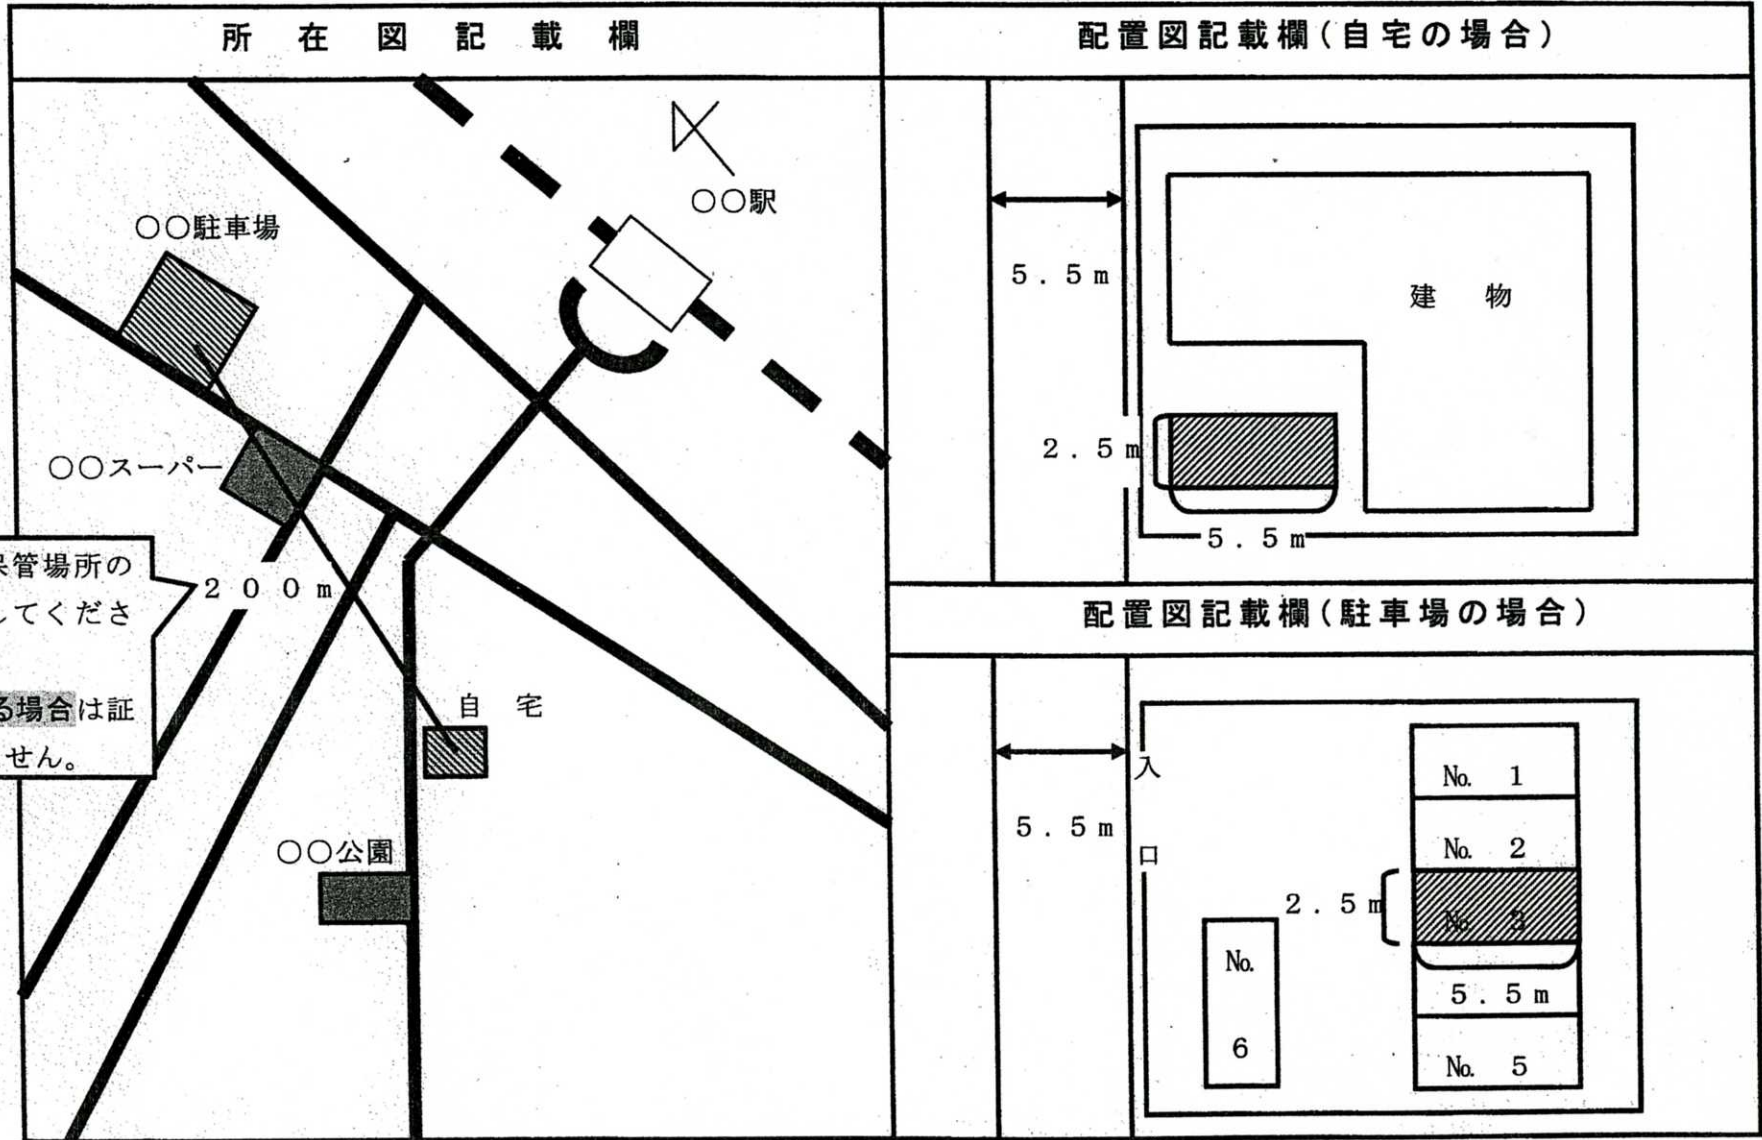 所在図記載欄
○○駅
○○駐車場
○○スーパー
保管場所の
してくださ
200m
る場合は証
せん。
自宅
○○公園
配置図記載欄(自宅の場合)
5.5m
建物
2.5m
5.5m
配置図記載欄(駐車場の場合)
入口
5.5m
No. 1
No. 2
2.5m
No. 3
5.5m
No. 5
No. 6